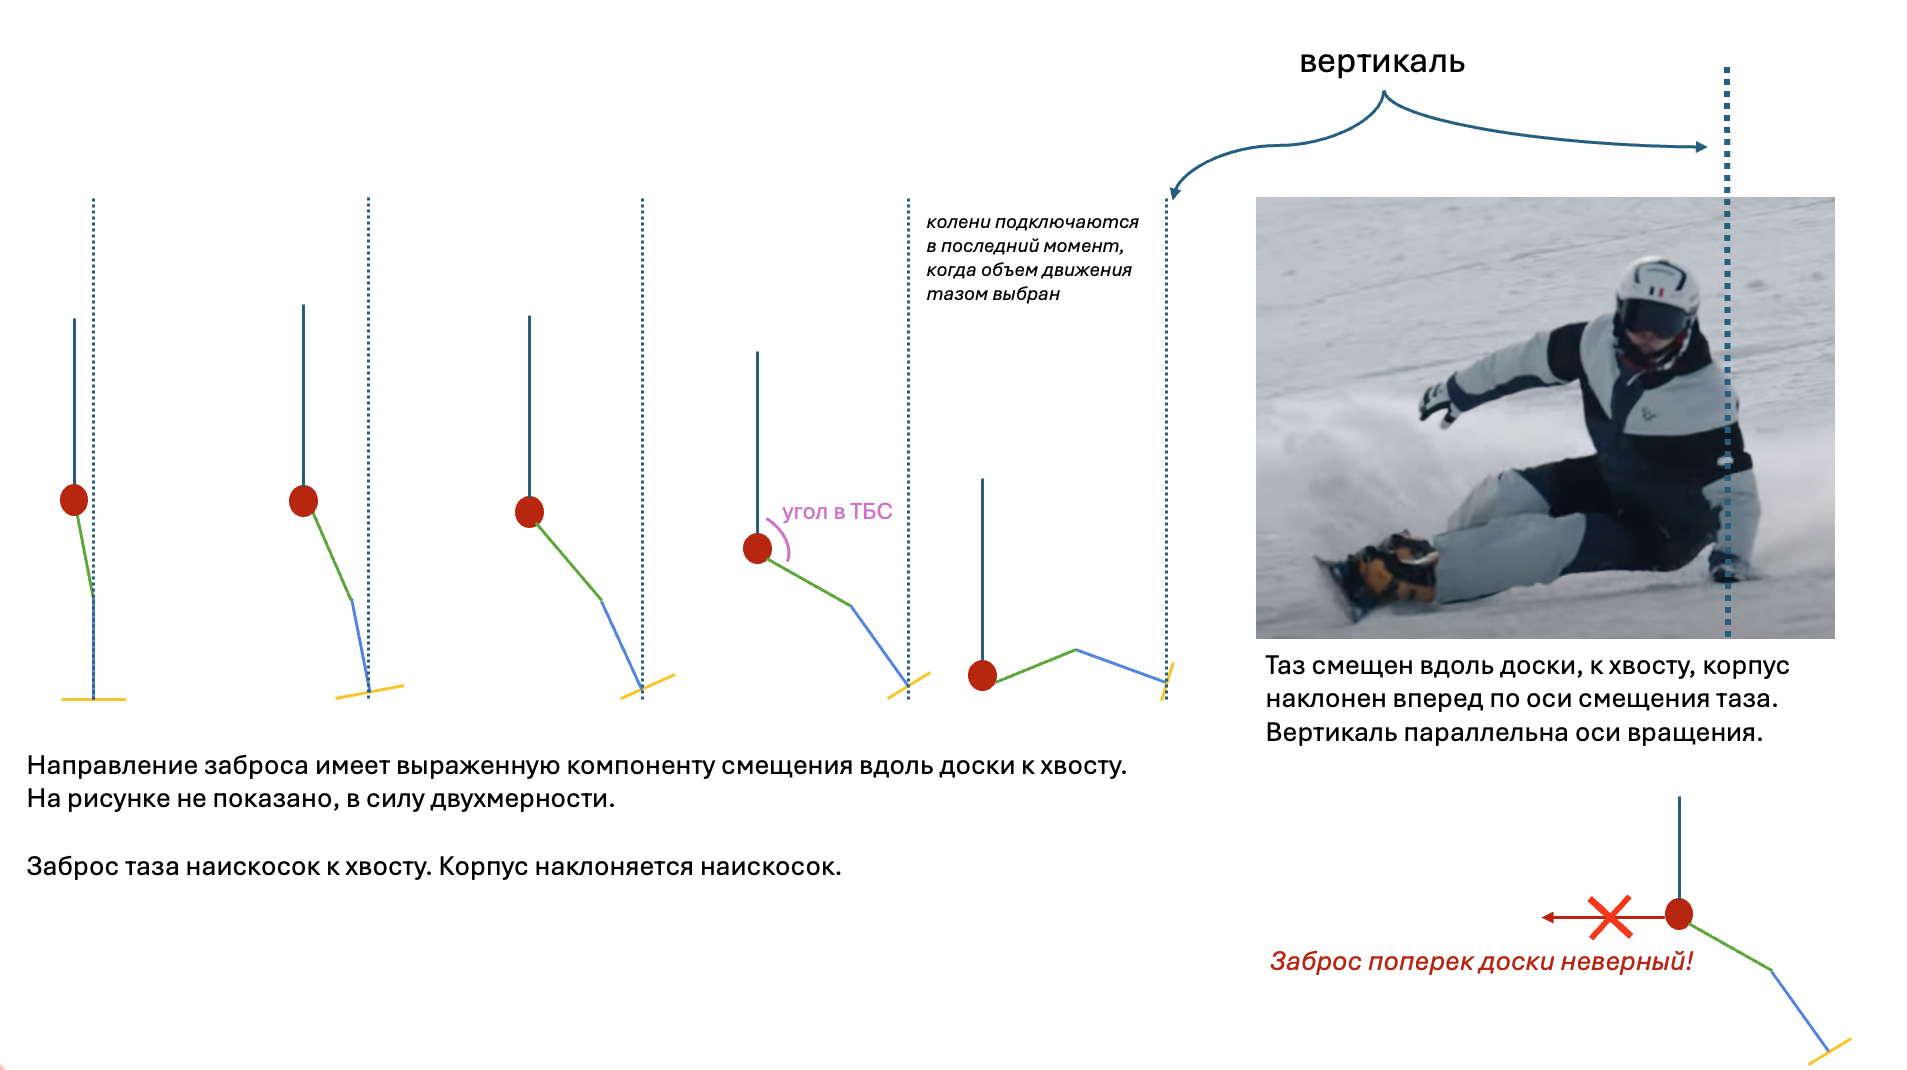 вертикаль
колени подключаются
в последний момент,
когда объем движения
тазом выбран
угол в ТБС
Таз смещен вдоль доски, к хвосту, корпус
наклонен вперед по оси смещения таза.
Вертикаль параллельна оси вращения.
Направление заброса имеет выраженную компоненту смещения вдоль доски к хвосту.
На рисунке не показано, в силу двухмерности.
Заброс таза наискосок к хвосту. Корпус наклоняется наискосок.
Заброс поперек доски неверный!